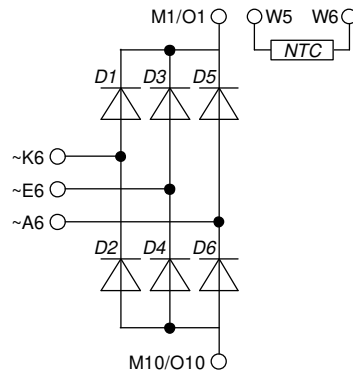 M1/O1 W5 W6
NTC
D1 D3 D5
~K6
~E6
~A6
D2 D4 D6
M10/O10